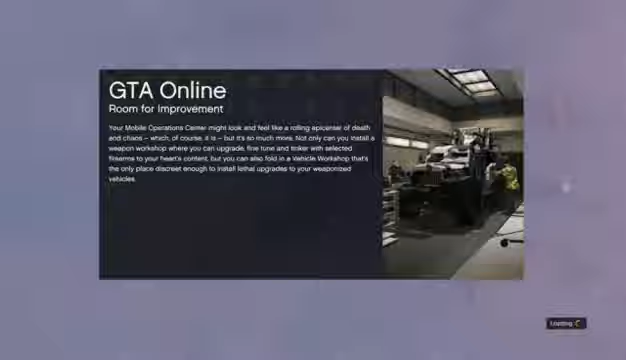 GTA Online
Room for Improvement
Your Mobile Operations Center might look and feel like a rolling epicenter of death
and chaos – which, of course, it is – but it's so much more. Not only can you install a
weapon workshop where you can upgrade, fine tune and tinker with selected
firearms to your heart's content, but you can also fold in a Vehicle Workshop that's
the only place discreet enough to install lethal upgrades to your weaponized
vehicles.
Loading